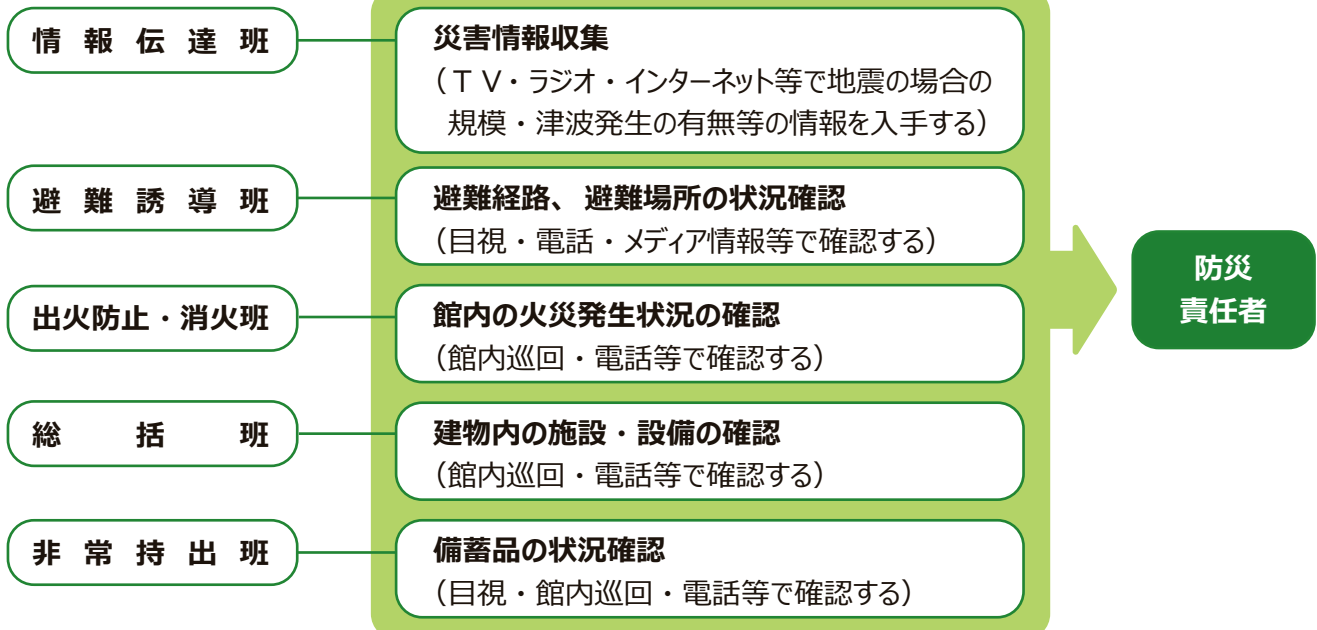 情報伝達班
災害情報収集
（TV・ラジオ・インターネット等で地震の場合の
規模・津波発生の有無等の情報を入手する）
避難誘導班
避難経路、避難場所の状況確認
（目視・電話・メディア情報等で確認する）
出火防止・消火班
館内の火災発生状況の確認
（館内巡回・電話等で確認する）
総括班
建物内の施設・設備の確認
（館内巡回・電話等で確認する）
非常持出班
備蓄品の状況確認
（目視・館内巡回・電話等で確認する）
防災
責任者